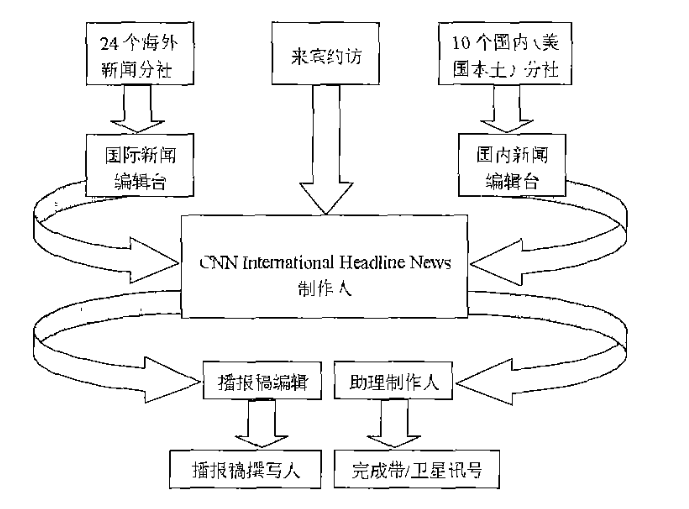 24个海外
新闻分社
来宾约访
10个国内（美
国本土）分社
国际新闻
编辑台
国内新闻
编辑台
CNN International Headline News
制作人
播报稿编辑
助理制作人
播报稿撰写人
完成带/卫星讯号